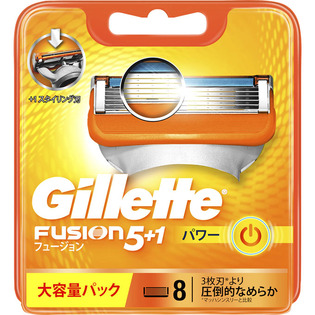 +1 スタイリング刃
Gillette
FUSION 5+1
フュージョン
パワー
大容量パック
8
3枚刃*より
圧倒的なめらか
*マッハシンスリーと比較